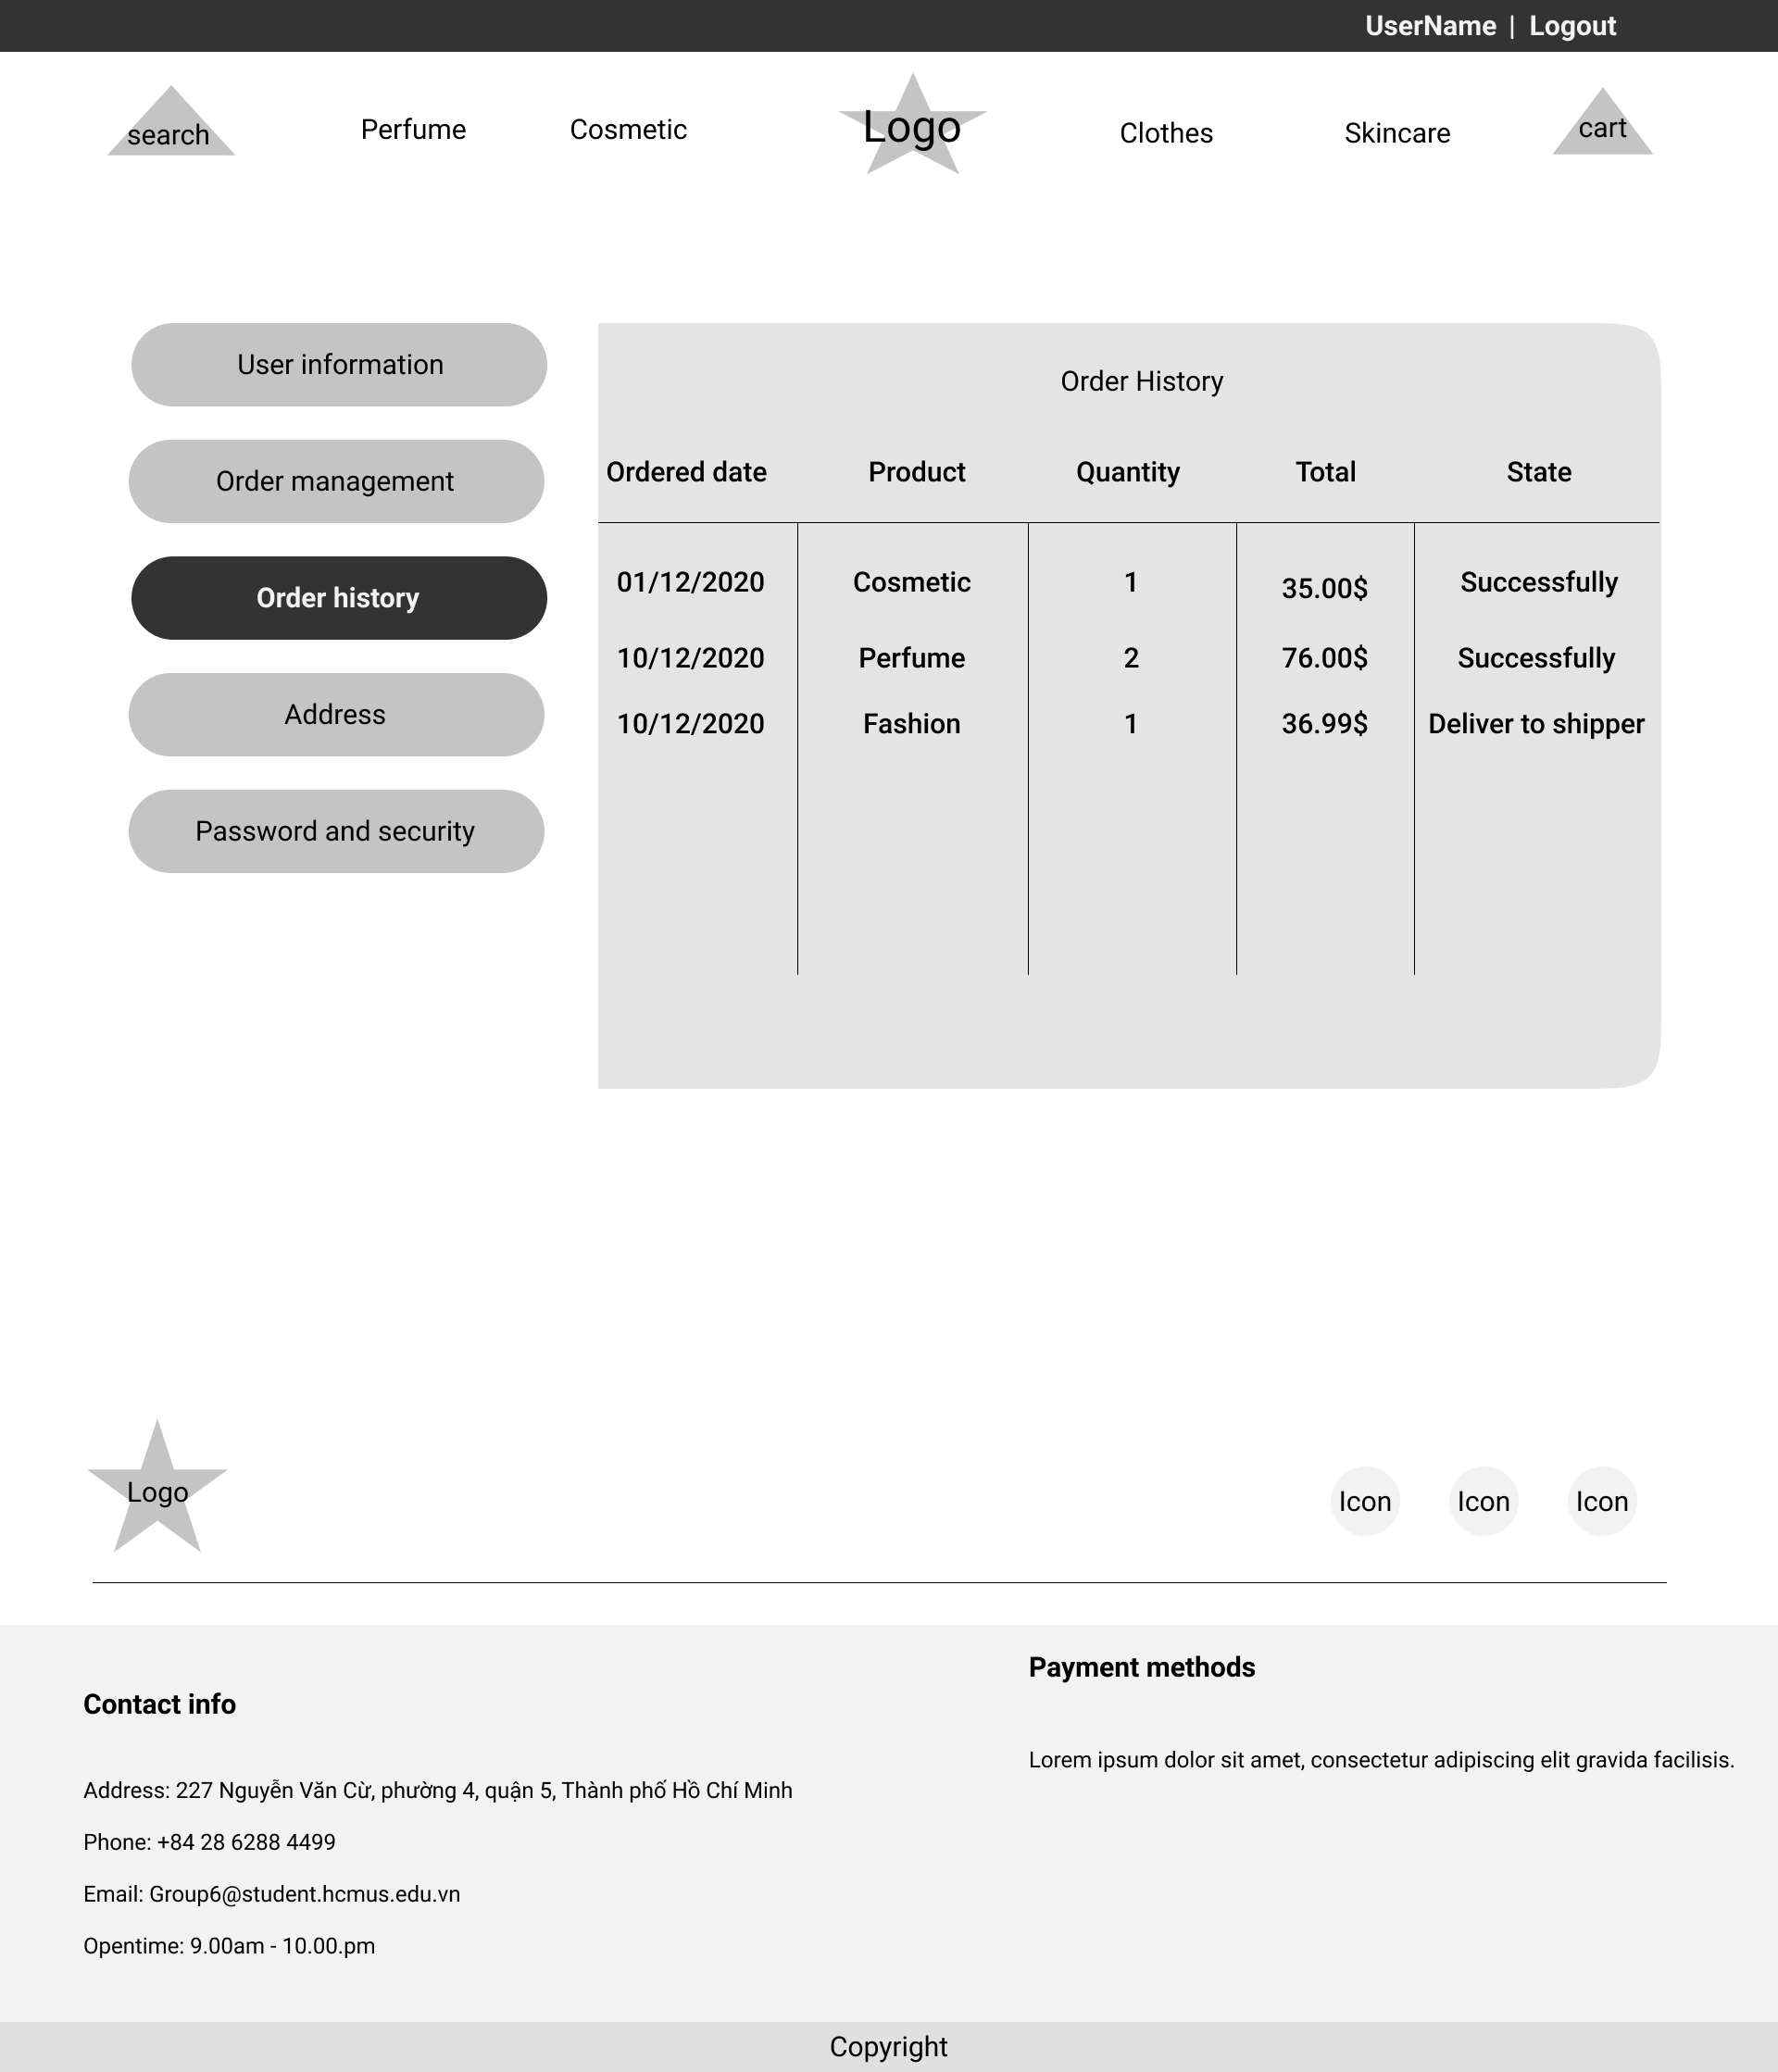 UserName | Logout
search
Perfume
Cosmetic
Logo
Clothes
Skincare
cart
User information
Order management
Order history
Address
Password and security
Order History
Ordered date Product Quantity Total State
01/12/2020 Cosmetic 1 35.00$ Successfully
10/12/2020 Perfume 2 76.00$ Successfully
10/12/2020 Fashion 1 36.99$ Deliver to shipper
Logo
Icon Icon Icon
Contact info
Address: 227 Nguyễn Văn Cừ, phường 4, quận 5, Thành phố Hồ Chí Minh
Phone: +84 28 6288 4499
Email: Group6@student.hcmus.edu.vn
Opentime: 9.00am - 10.00.pm
Payment methods
Lorem ipsum dolor sit amet, consectetur adipiscing elit gravida facilisis.
Copyright